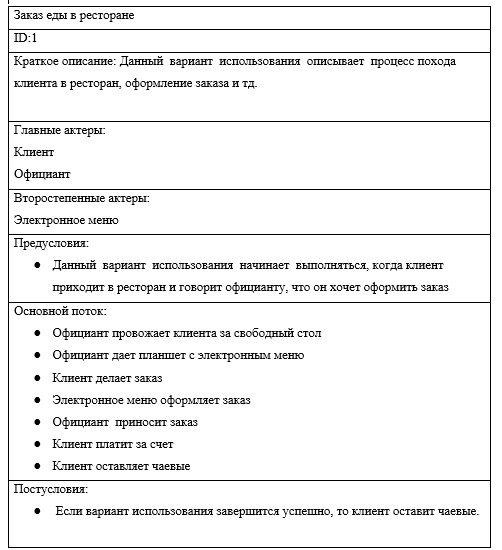 Заказ еды в ресторане
ID:1
Краткое описание: Данный вариант использования описывает процесс похода
клиента в ресторан, оформление заказа и тд.
Главные актеры:
Клиент
Официант
Второстепенные актеры:
Электронное меню
Предусловия:
● Данный вариант использования начинает выполняться, когда клиент
приходит в ресторан и говорит официанту, что он хочет оформить заказ
Основной поток:
● Официант провожает клиента за свободный стол
● Официант дает планшет с электронным меню
● Клиент делает заказ
● Электронное меню оформляет заказ
● Официант приносит заказ
● Клиент платит за счет
● Клиент оставляет чаевые
Постусловия:
● Если вариант использования завершится успешно, то клиент оставит чаевые.